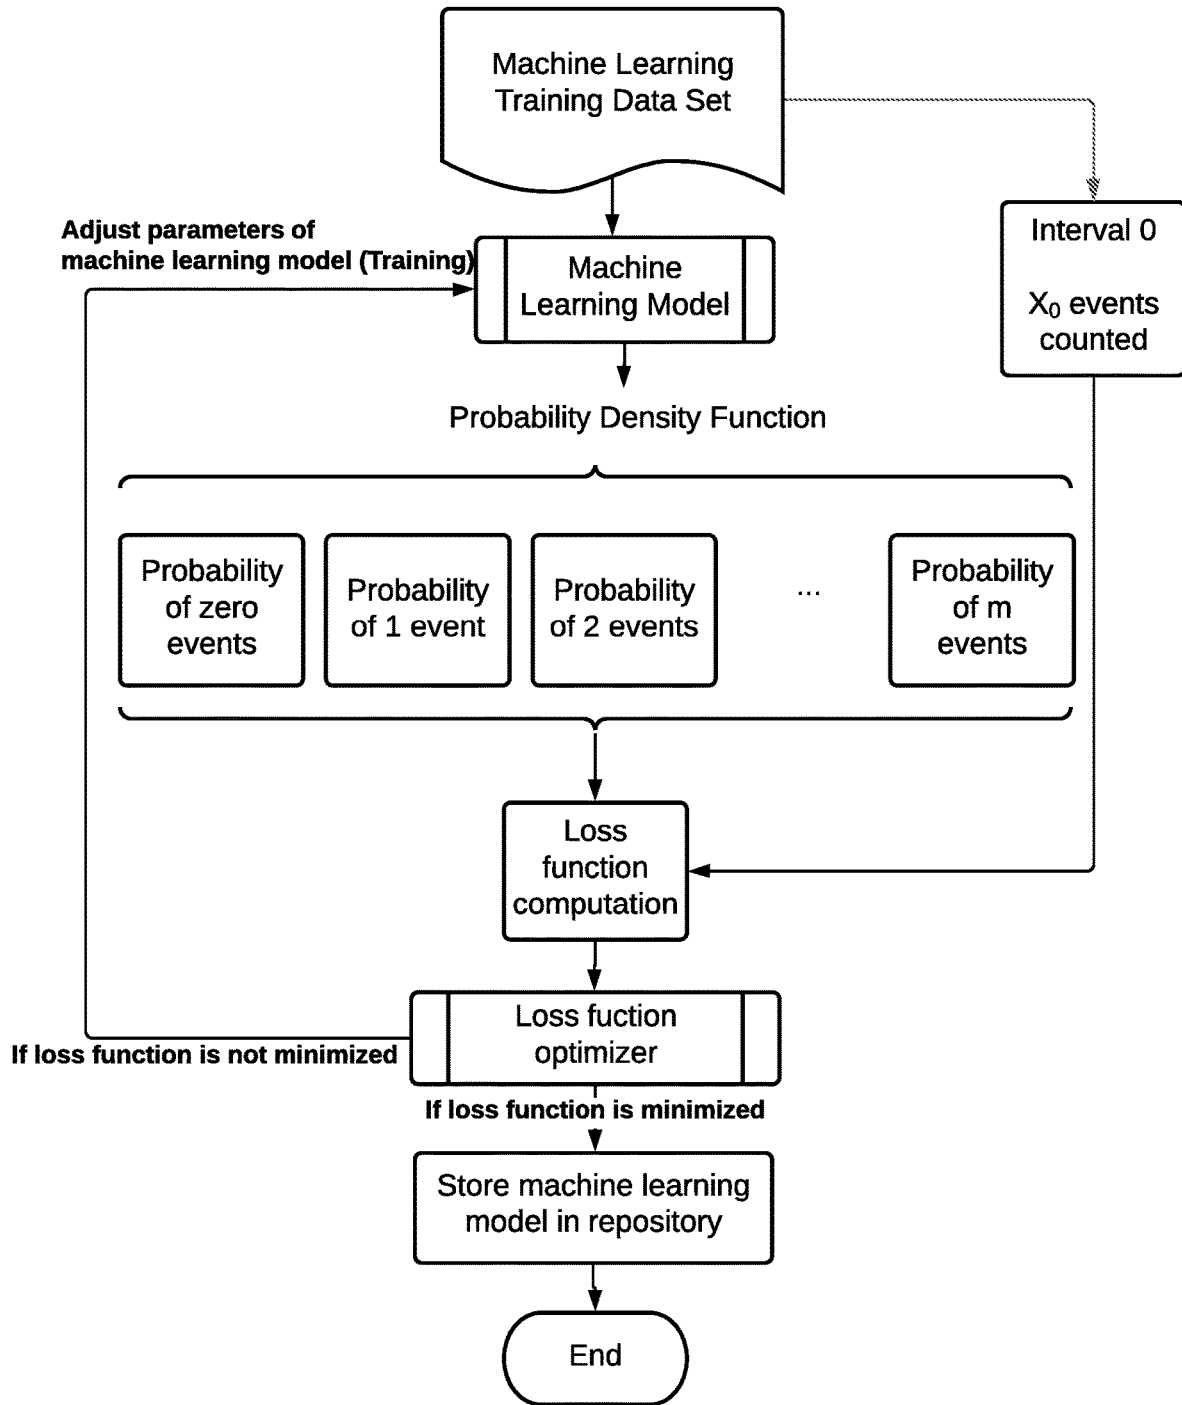 Machine Learning
Training Data Set
Adjust parameters of
machine learning model (Training)
Machine
Learning Model
Interval 0
X₀ events
counted
Probability Density Function
Probability
of zero
events
Probability
of 1 event
Probability
of 2 events
...
Probability
of m
events
Loss
function
computation
Loss fuction
optimizer
If loss function is not minimized
If loss function is minimized
Store machine learning
model in repository
End